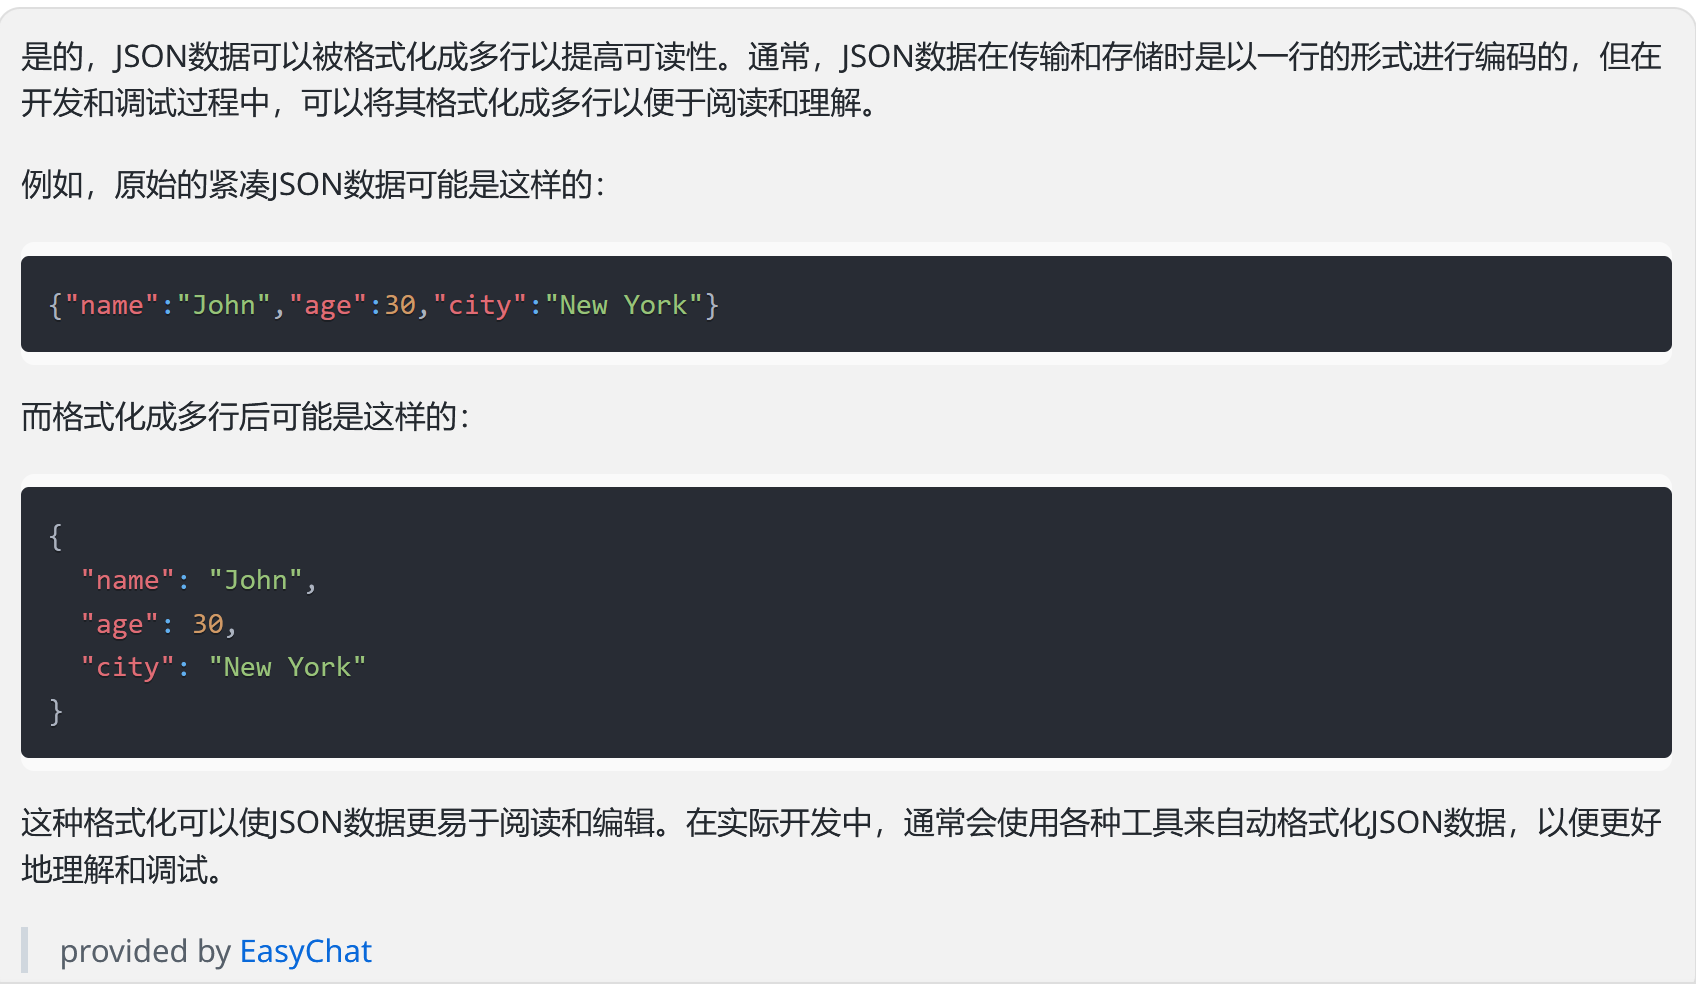 是的，JSON数据可以被格式化成多行以提高可读性。通常，JSON数据在传输和存储时是以一行的形式进行编码的，但在
开发和调试过程中，可以将其格式化成多行以便于阅读和理解。
例如，原始的紧凑JSON数据可能是这样的：
{"name":"John","age":30,"city":"New York"}
而格式化成多行后可能是这样的：
{
  "name": "John",
  "age": 30,
  "city": "New York"
}
这种格式化可以使JSON数据更易于阅读和编辑。在实际开发中，通常会使用各种工具来自动格式化JSON数据，以便更好
地理解和调试。
provided by EasyChat